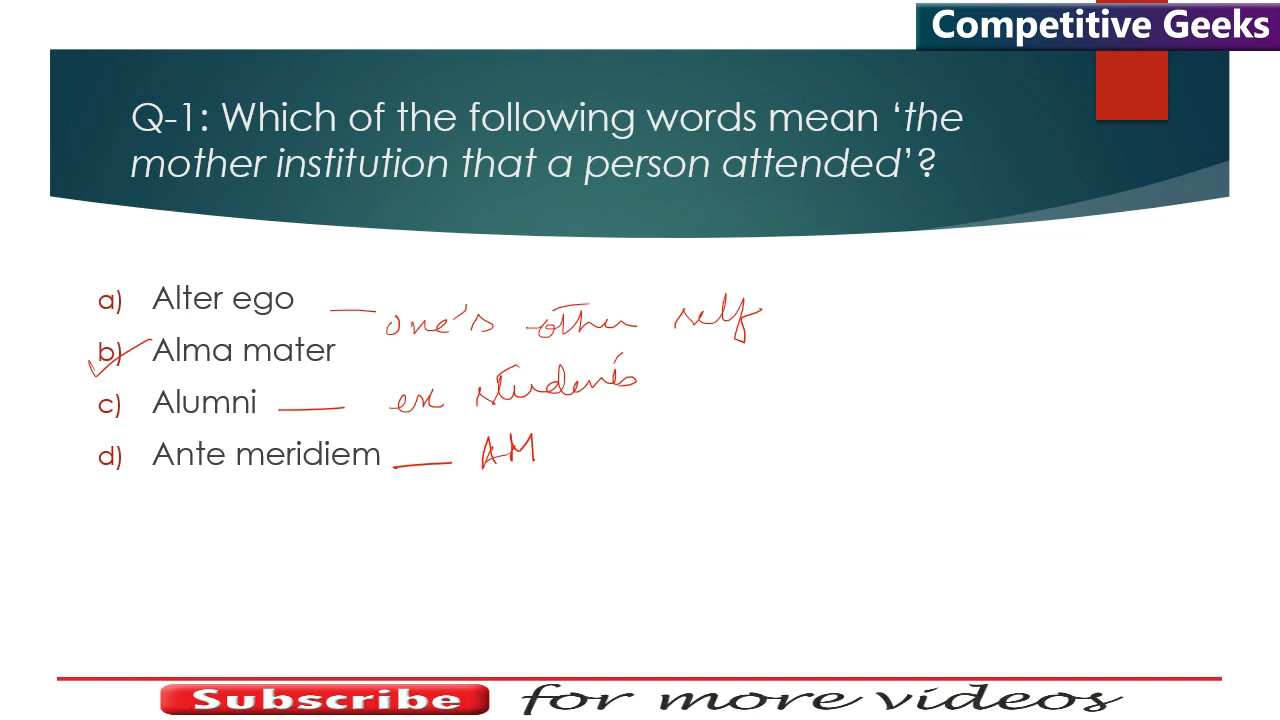 Competitive Geeks
Q-1: Which of the following words mean ‘the
mother institution that a person attended’?
a) Alter ego — one's other self
b) Alma mater
c) Alumni — ex students
d) Ante meridiem — AM
Subscribe for more videos